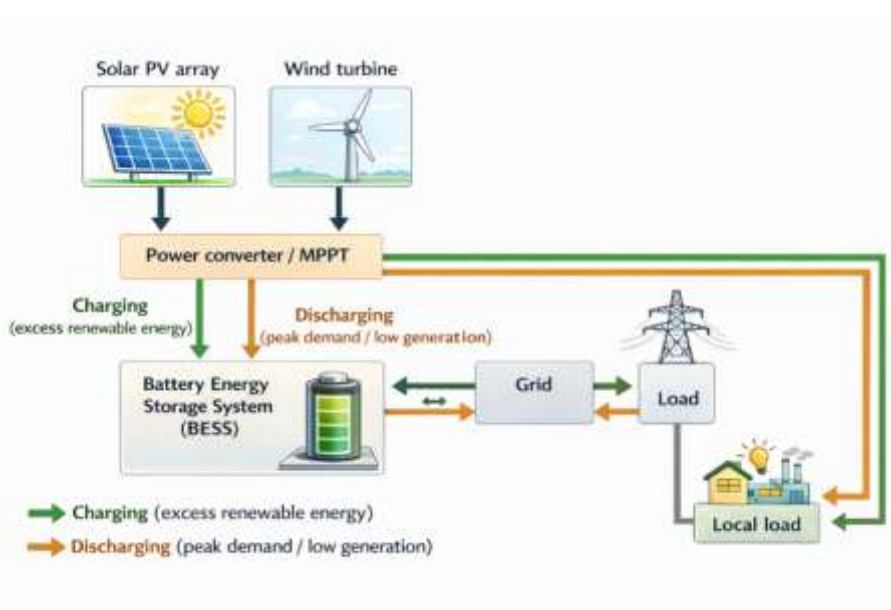 Solar PV array
Wind turbine
Power converter / MPPT
Charging
(excess renewable energy)
Discharging
(peak demand / low generation)
Battery Energy
Storage System
(BESS)
Grid
Load
Local load
Charging (excess renewable energy)
Discharging (peak demand / low generation)